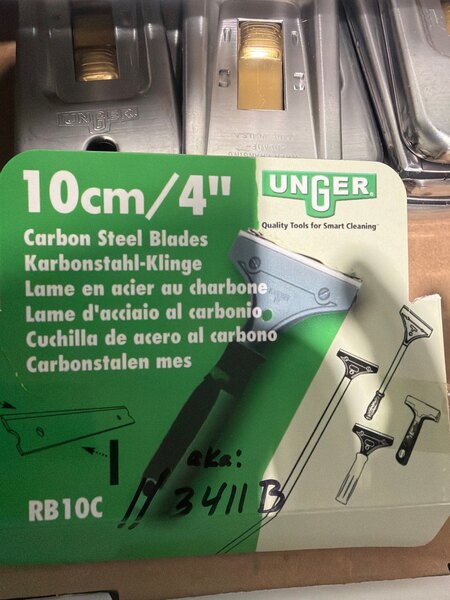 UNGER
10cm/4"
UNGER
Quality Tools for Smart Cleaning
Carbon Steel Blades
Karbonstahl-Klinge
Lame en acier au charbone
Lame d'acciaio al carbonio
Cuchilla de acero al carbono
Carbonstalen mes
aka:
RB10C
3411B